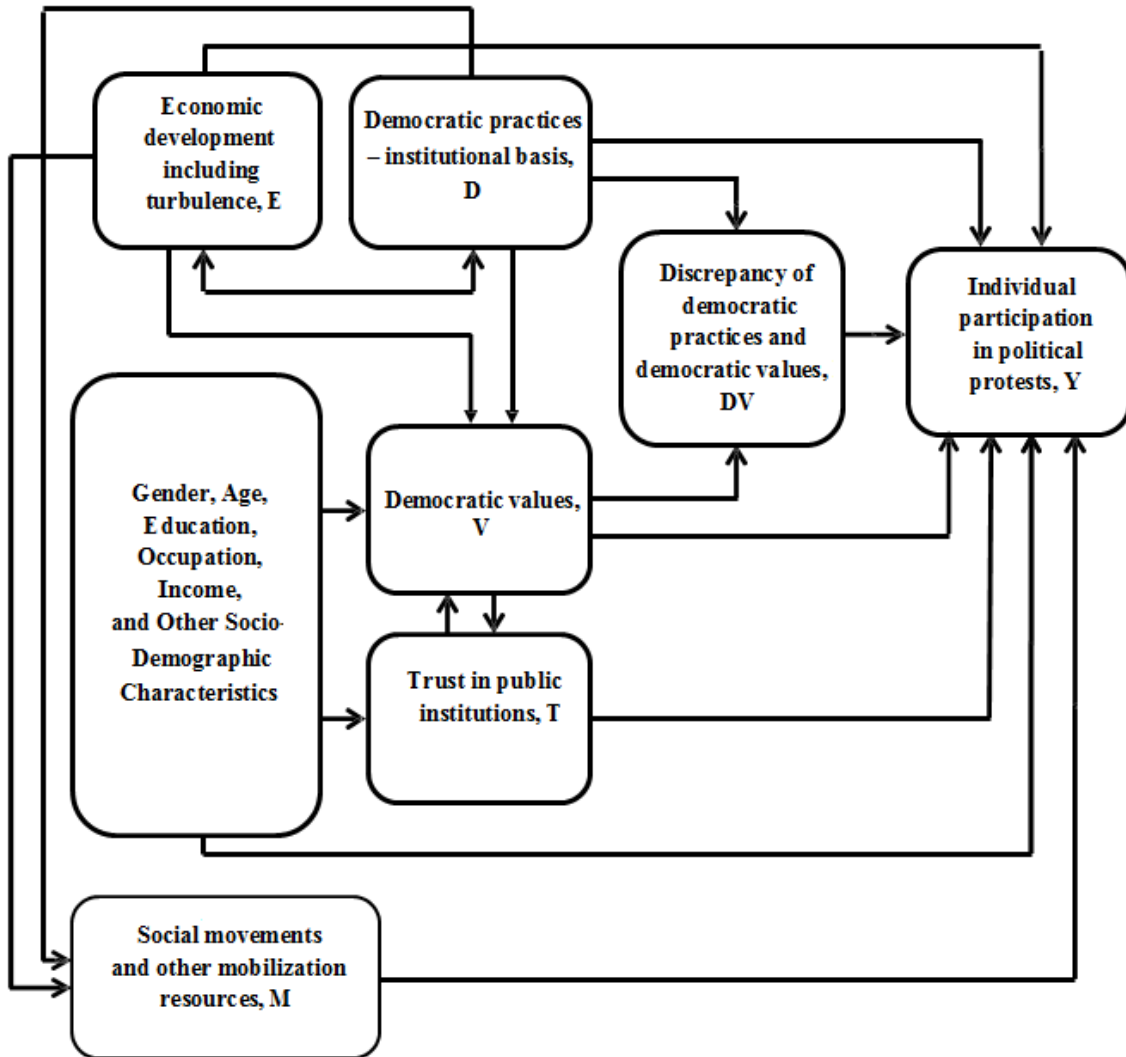 Economic
development
including
turbulence, E
Democratic practices
– institutional basis,
D
Discrepancy of
democratic
practices and
democratic values,
DV
Individual
participation
in political
protests, Y
Gender, Age,
Education,
Occupation,
Income,
and Other Socio-
Demographic
Characteristics
Democratic values,
V
Trust in public
institutions, T
Social movements
and other mobilization
resources, M